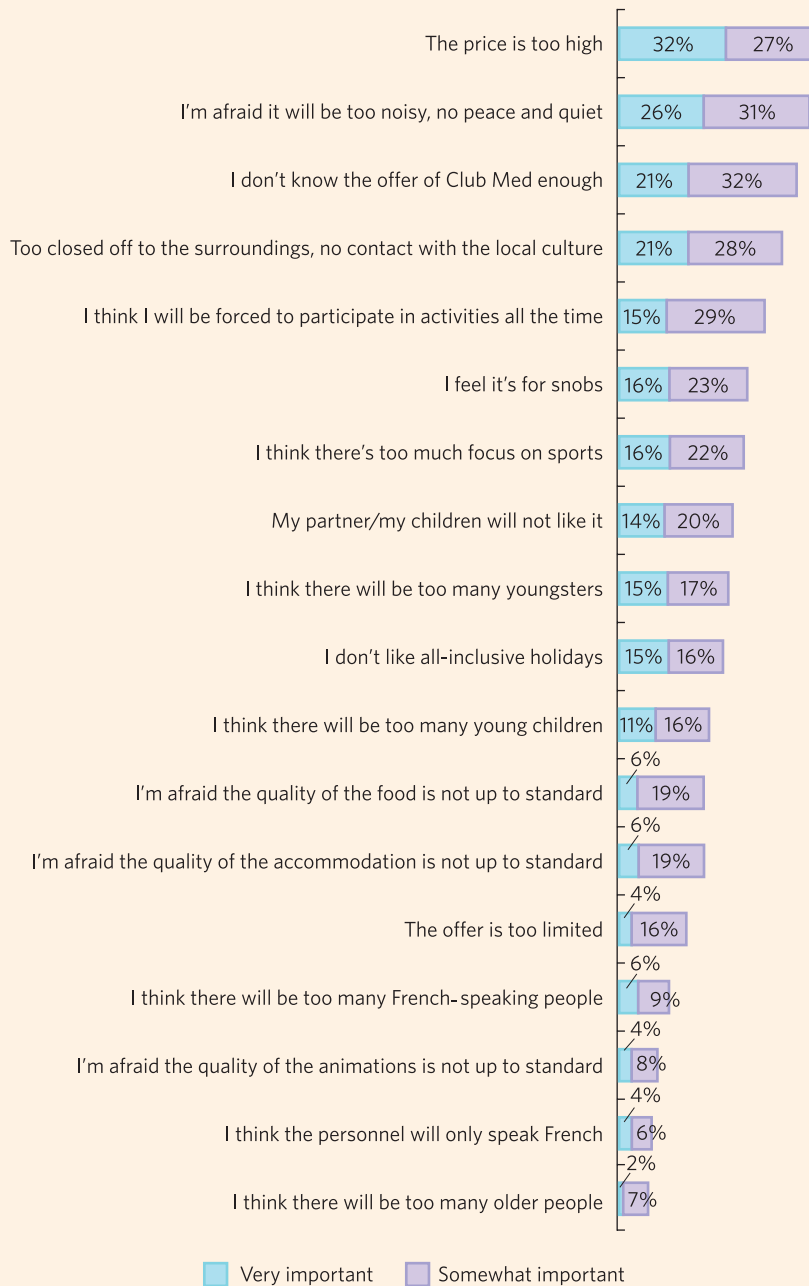 The price is too high 32% 27%
I'm afraid it will be too noisy, no peace and quiet 26% 31%
I don't know the offer of Club Med enough 21% 32%
Too closed off to the surroundings, no contact with the local culture 21% 28%
I think I will be forced to participate in activities all the time 15% 29%
I feel it's for snobs 16% 23%
I think there's too much focus on sports 16% 22%
My partner/my children will not like it 14% 20%
I think there will be too many youngsters 15% 17%
I don't like all-inclusive holidays 15% 16%
I think there will be too many young children 11% 16%
6%
I'm afraid the quality of the food is not up to standard 19%
6%
I'm afraid the quality of the accommodation is not up to standard 19%
4%
The offer is too limited 16%
6%
I think there will be too many French-speaking people 9%
4%
I'm afraid the quality of the animations is not up to standard 8%
4%
I think the personnel will only speak French 6%
2%
I think there will be too many older people 7%
Very important Somewhat important